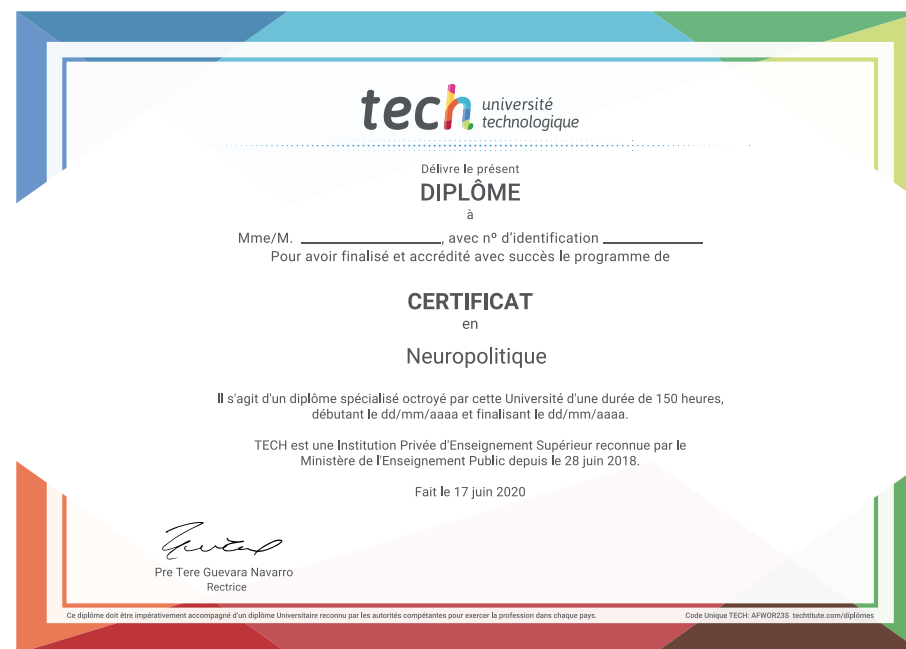 tech université
technologique
Délivre le présent
DIPLÔME
à
Mme/M. ____________________, avec nº d'identification ______________
Pour avoir finalisé et accrédité avec succès le programme de
CERTIFICAT
en
Neuropolitique
Il s'agit d'un diplôme spécialisé octroyé par cette Université d'une durée de 150 heures,
débutant le dd/mm/aaaa et finalisant le dd/mm/aaaa.
TECH est une Institution Privée d'Enseignement Supérieur reconnue par le
Ministère de l'Enseignement Public depuis le 28 juin 2018.
Fait le 17 juin 2020
Pre Tere Guevara Navarro
Rectrice
Ce diplôme doit être impérativement accompagné d'un diplôme Universitaire reconnu par les autorités compétantes pour exercer la profession dans chaque pays.
Code Unique TECH: AFWOR23S techtitute.com/diplômes